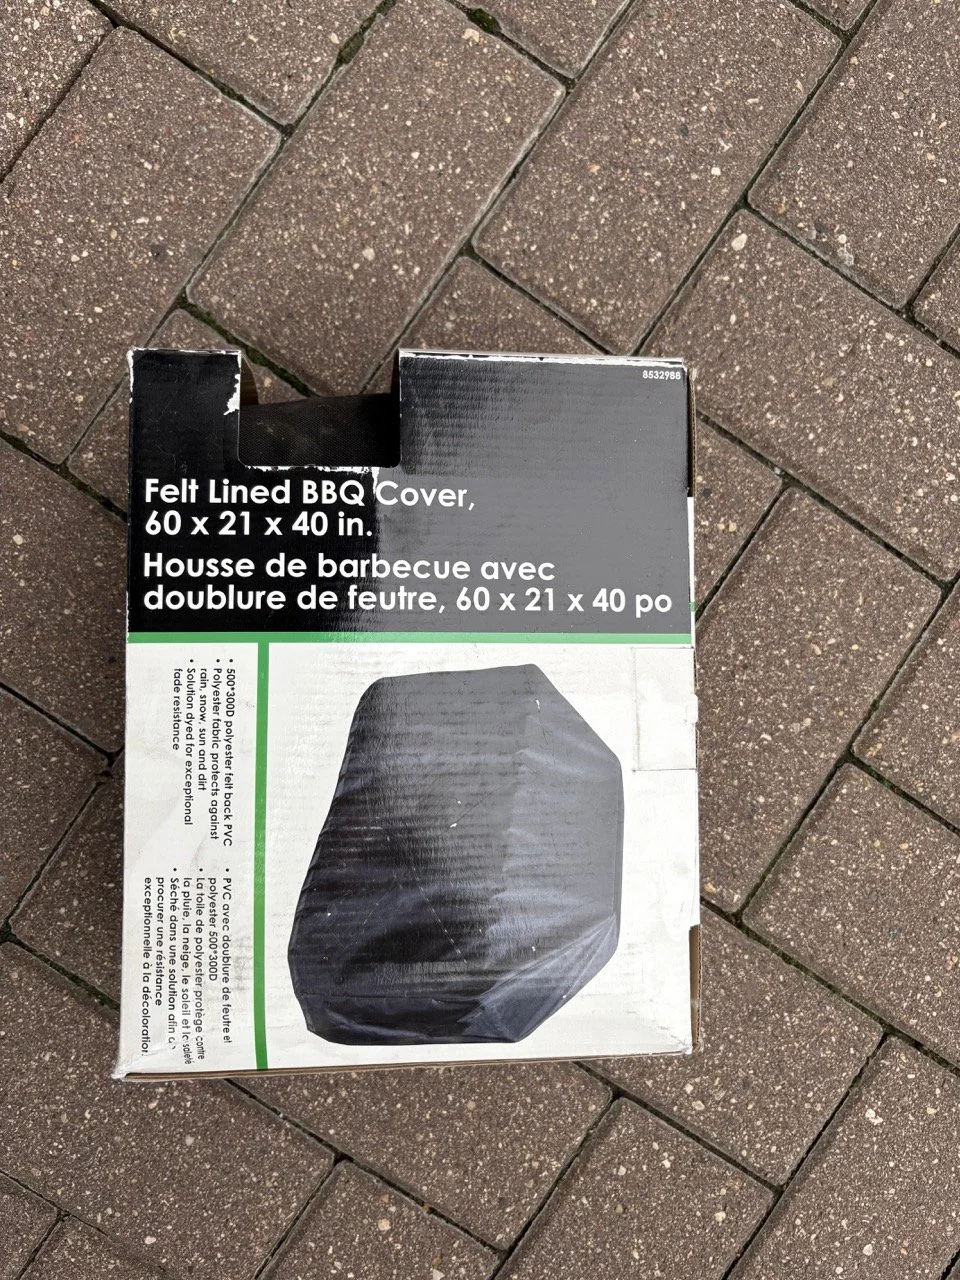 8532988
Felt Lined BBQ Cover,
60 x 21 x 40 in.
Housse de barbecue avec
doublure de feutre, 60 x 21 x 40 po
• 500*300D polyester felt back PVC
• Polyester fabric protects against
rain, snow, sun and dirt
• Solution dyed for exceptional
fade resistance
• PVC avec doublure de feutre et
polyester 500*300D
• La toile de polyester protège contre
la pluie, la neige, le soleil et la saleté
• Séché dans une solution afin
procurer une résistance
exceptionnelle à la décoloration